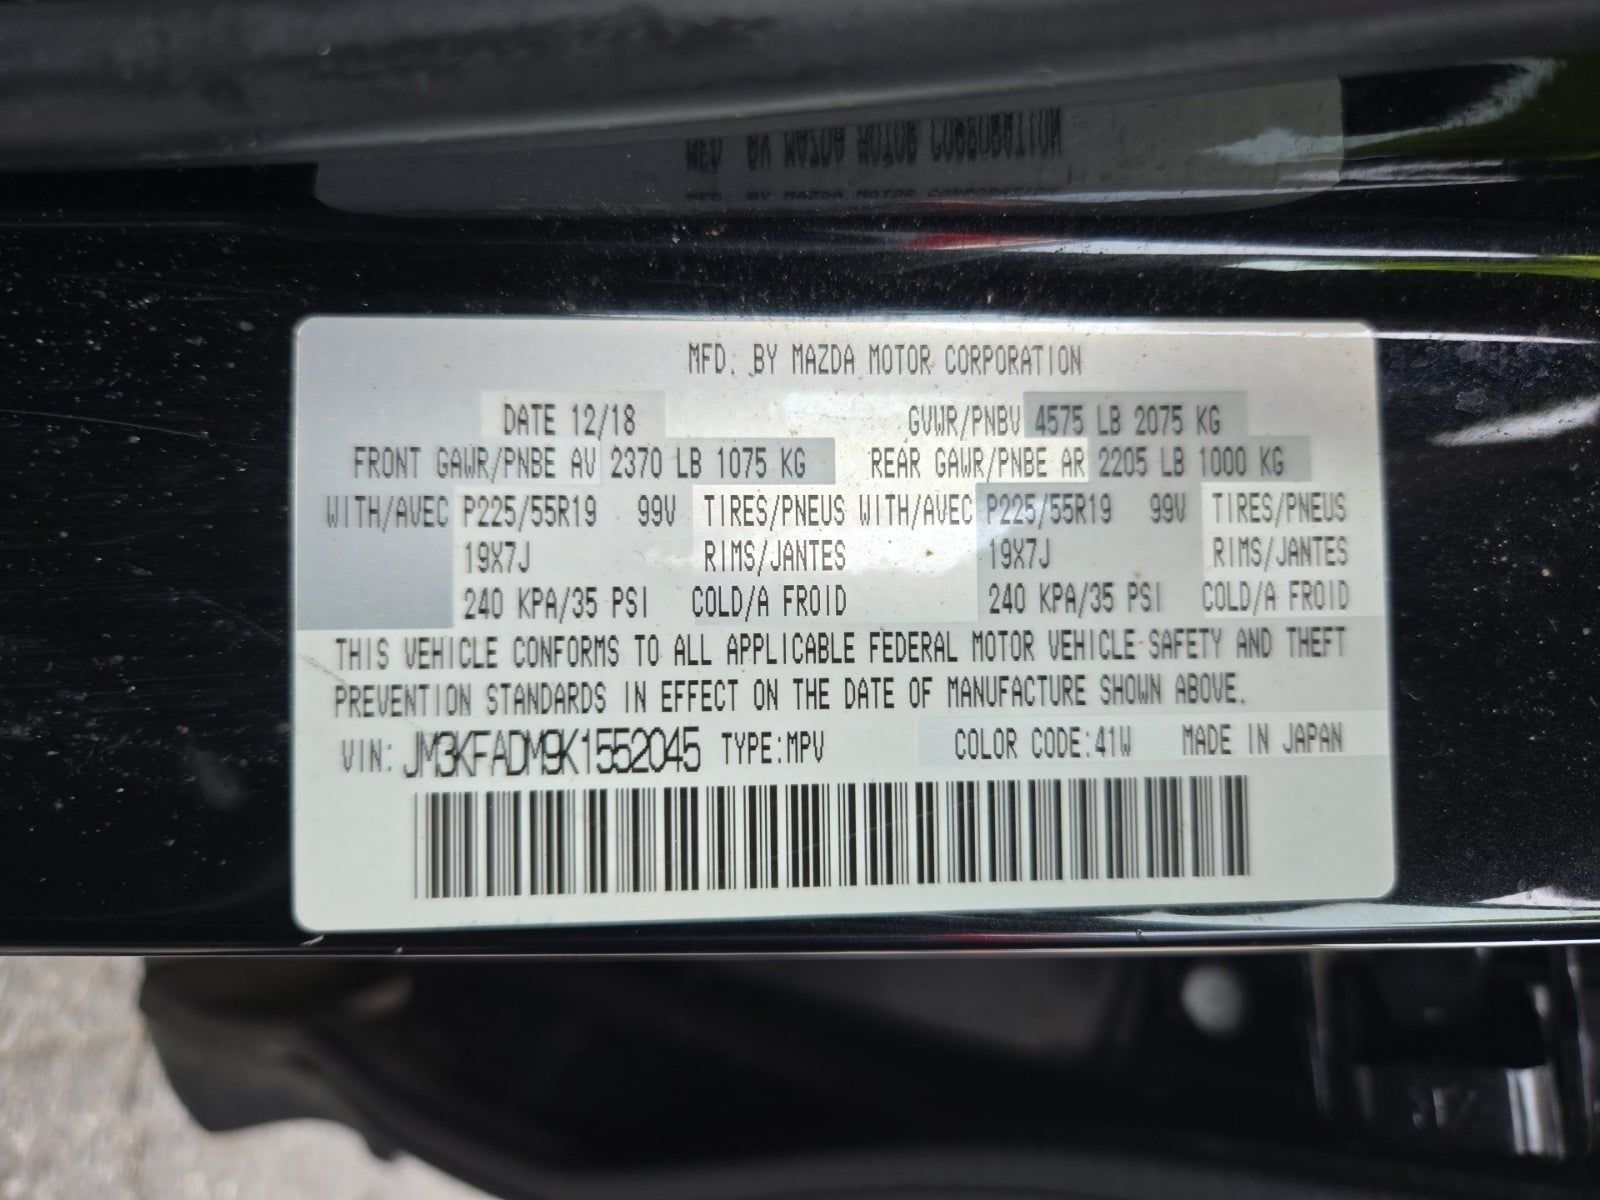 MFD. BY MAZDA MOTOR CORPORATION
DATE 12/18 GVWR/PNBV 4575 LB 2075 KG
FRONT GAWR/PNBE AV 2370 LB 1075 KG REAR GAWR/PNBE AR 2205 LB 1000 KG
WITH/AVEC P225/55R19 99V TIRES/PNEUS WITH/AVEC P225/55R19 99V TIRES/PNEUS
19X7J RIMS/JANTES 19X7J RIMS/JANTES
240 KPA/35 PSI COLD/A FROID 240 KPA/35 PSI COLD/A FROID
THIS VEHICLE CONFORMS TO ALL APPLICABLE FEDERAL MOTOR VEHICLE SAFETY AND THEFT
PREVENTION STANDARDS IN EFFECT ON THE DATE OF MANUFACTURE SHOWN ABOVE.
VIN: JM3KFADM9K1552045 TYPE:MPV COLOR CODE:41W MADE IN JAPAN